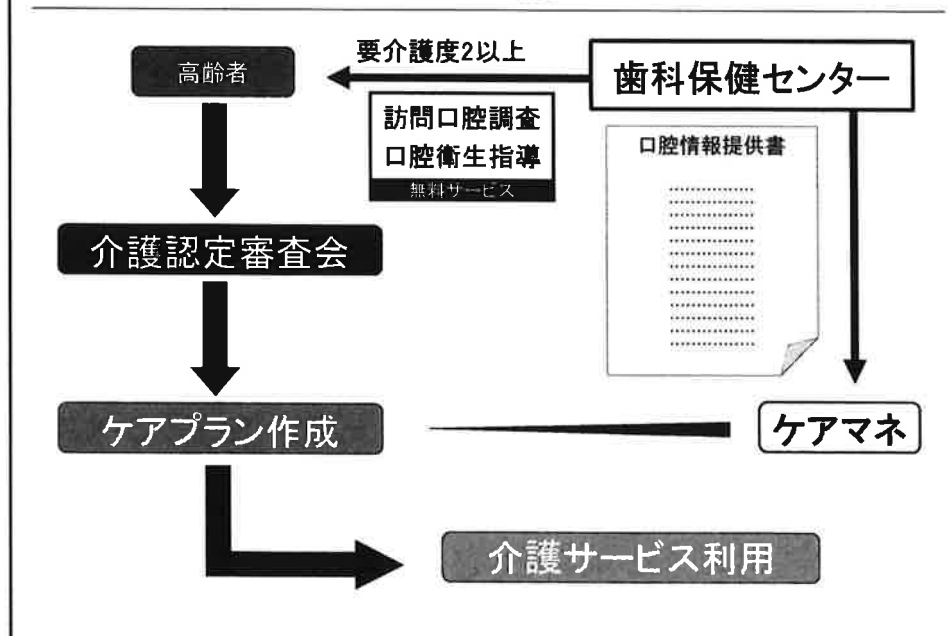 高齢者
要介護度2以上
歯科保健センター
訪問口腔調査
口腔衛生指導
無料サービス
口腔情報提供書
介護認定審査会
ケアプラン作成
ケアマネ
介護サービス利用